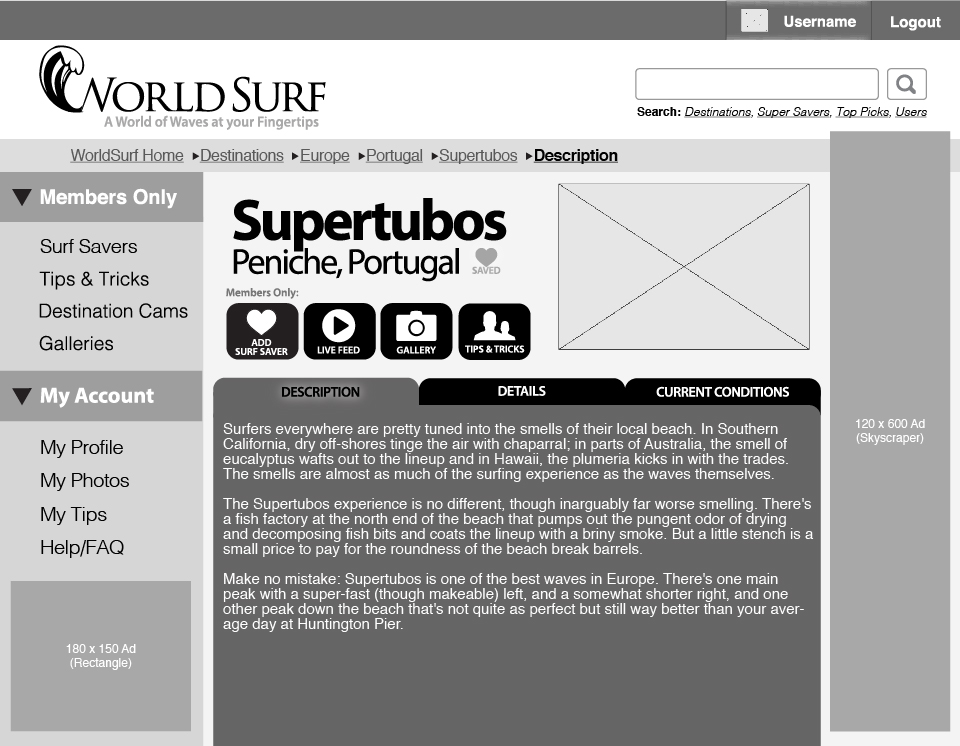 Username
Logout
WORLD SURF
A World of Waves at your Fingertips
Search: Destinations, Super Savers, Top Picks, Users
WorldSurf Home ▸Destinations ▸Europe ▸Portugal ▸Supertubos ▸Description
Members Only
Surf Savers
Tips & Tricks
Destination Cams
Galleries
My Account
My Profile
My Photos
My Tips
Help/FAQ
180 x 150 Ad
(Rectangle)
Supertubos
Peniche, Portugal
SAVED
Members Only:
ADD
SURF SAVER
LIVE FEED
GALLERY
TIPS & TRICKS
DESCRIPTION
DETAILS
CURRENT CONDITIONS
Surfers everywhere are pretty tuned into the smells of their local beach. In Southern
California, dry off-shores tinge the air with chaparral; in parts of Australia, the smell of
eucalyptus wafts out to the lineup and in Hawaii, the plumeria kicks in with the trades.
The smells are almost as much of the surfing experience as the waves themselves.
The Supertubos experience is no different, though inarguably far worse smelling. There's
a fish factory at the north end of the beach that pumps out the pungent odor of drying
and decomposing fish bits and coats the lineup with a briny smoke. But a little stench is a
small price to pay for the roundness of the beach break barrels.
Make no mistake: Supertubos is one of the best waves in Europe. There's one main
peak with a super-fast (though makeable) left, and a somewhat shorter right, and one
other peak down the beach that's not quite as perfect but still way better than your aver-
age day at Huntington Pier.
120 x 600 Ad
(Skyscraper)